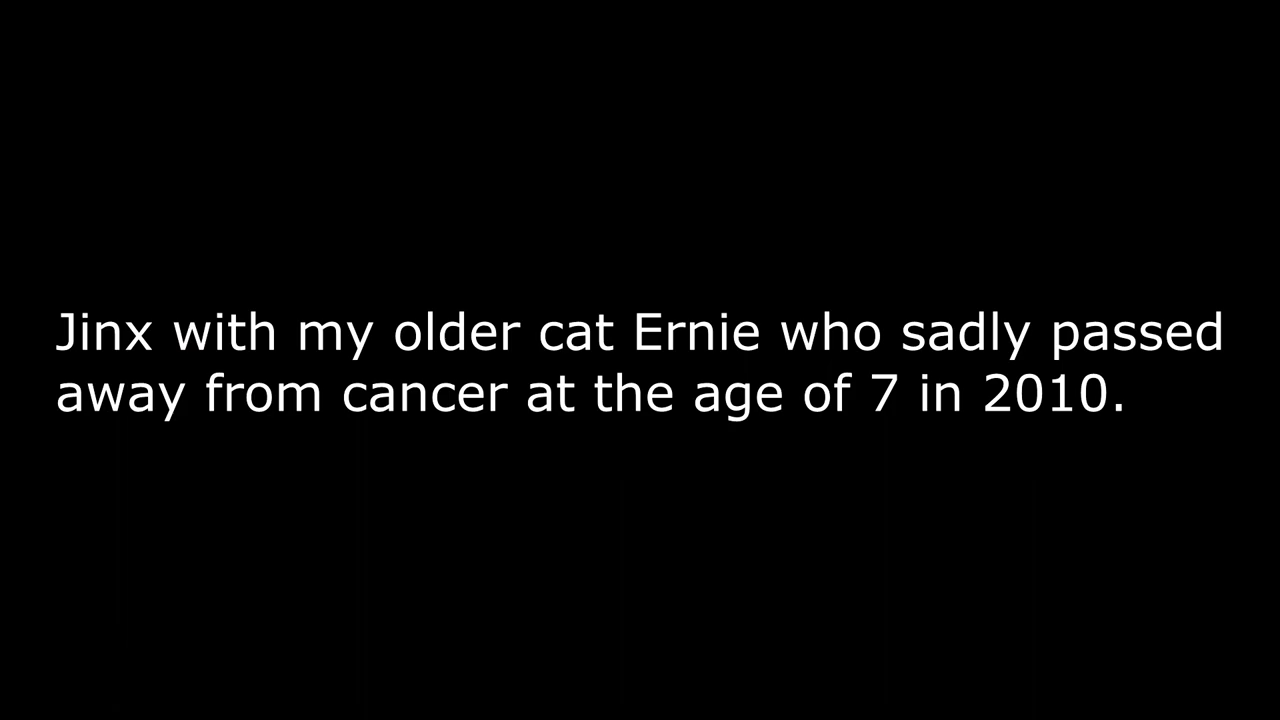 Jinx with my older cat Ernie who sadly passed
away from cancer at the age of 7 in 2010.